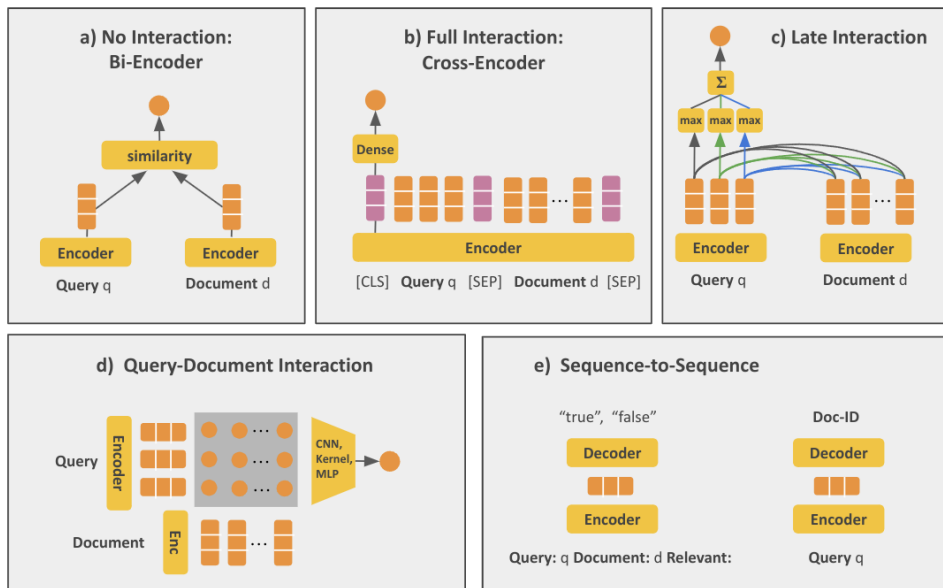 a) No Interaction:
Bi-Encoder
similarity
Encoder Encoder
Query q Document d
b) Full Interaction:
Cross-Encoder
Dense
Encoder
[CLS] Query q [SEP] Document d [SEP]
c) Late Interaction
Σ
max max max
Encoder Encoder
Query q Document d
d) Query-Document Interaction
Query
Encoder
CNN,
Kernel,
MLP
Document
Enc
e) Sequence-to-Sequence
“true”, “false” Doc-ID
Decoder Decoder
Encoder Encoder
Query: q Document: d Relevant: Query q